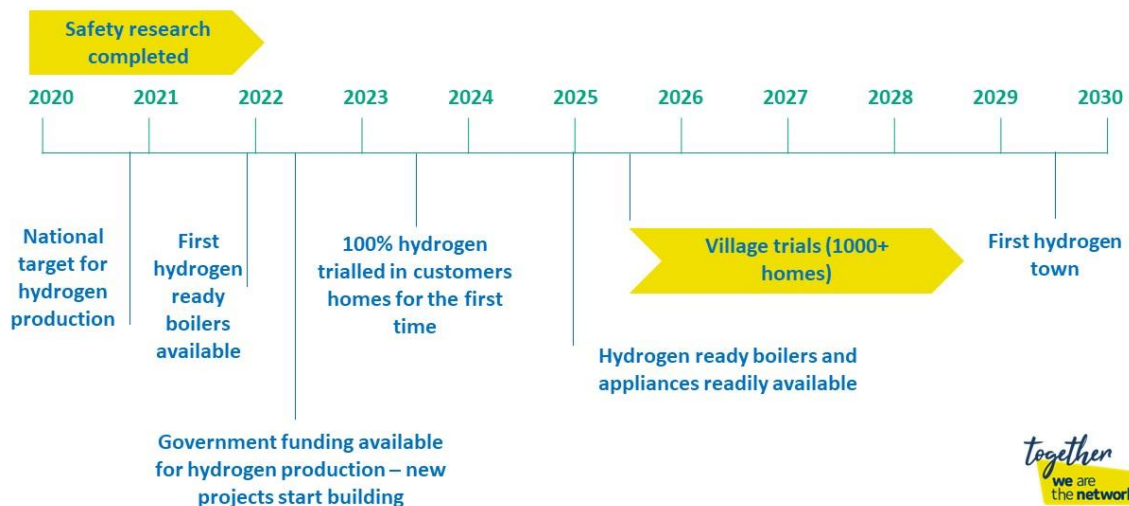 Safety research
completed
2020 2021 2022 2023 2024 2025 2026 2027 2028 2029 2030
National
target for
hydrogen
production
First
hydrogen
ready
boilers
available
Government funding available
for hydrogen production – new
projects start building
100% hydrogen
trialled in customers
homes for the first
time
Hydrogen ready boilers and
appliances readily available
Village trials (1000+
homes)
First hydrogen
town
together
we are
the network